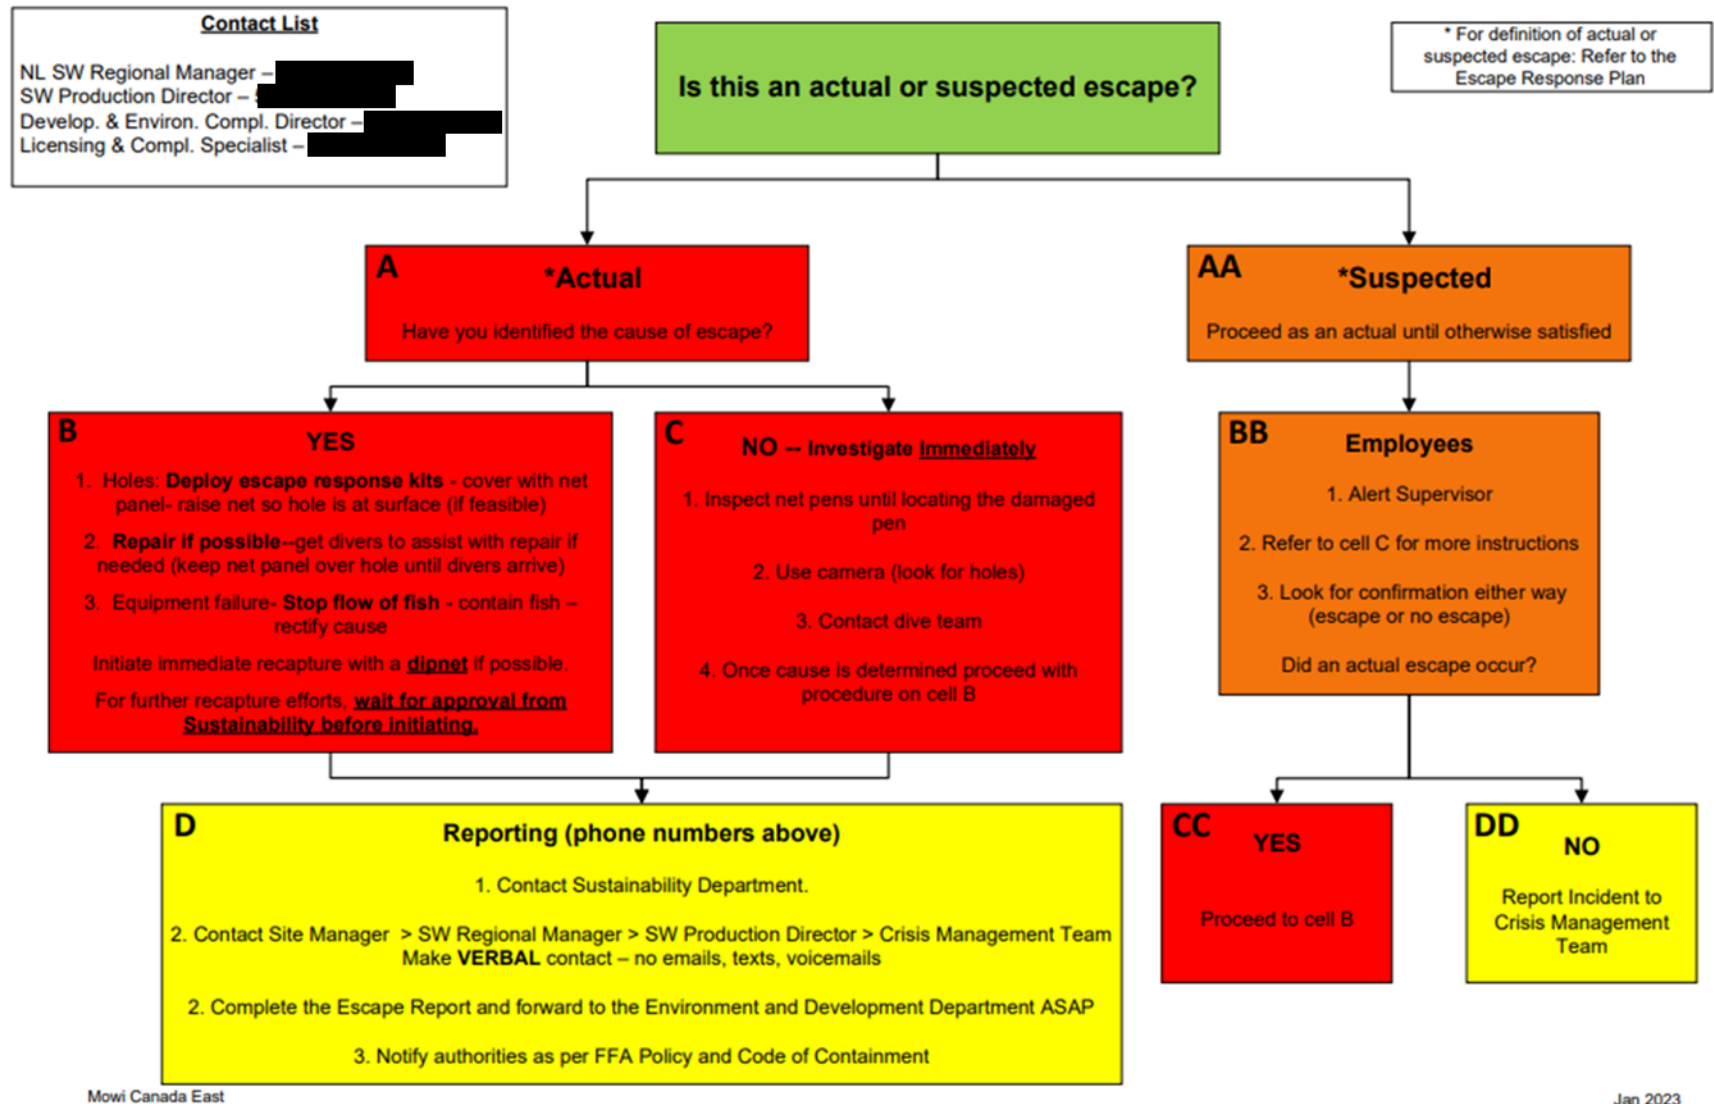 Contact List
NL SW Regional Manager –
SW Production Director –
Develop. & Environ. Compl. Director –
Licensing & Compl. Specialist –
Is this an actual or suspected escape?
* For definition of actual or
suspected escape: Refer to the
Escape Response Plan
A
*Actual
Have you identified the cause of escape?
AA
*Suspected
Proceed as an actual until otherwise satisfied
B
YES
1. Holes: Deploy escape response kits - cover with net
panel- raise net so hole is at surface (if feasible)
2. Repair if possible--get divers to assist with repair if
needed (keep net panel over hole until divers arrive)
3. Equipment failure- Stop flow of fish - contain fish –
rectify cause
Initiate immediate recapture with a dipnet if possible.
For further recapture efforts, wait for approval from
Sustainability before initiating.
C
NO -- Investigate Immediately
1. Inspect net pens until locating the damaged
pen
2. Use camera (look for holes)
3. Contact dive team
4. Once cause is determined proceed with
procedure on cell B
BB
Employees
1. Alert Supervisor
2. Refer to cell C for more instructions
3. Look for confirmation either way
(escape or no escape)
Did an actual escape occur?
D
Reporting (phone numbers above)
1. Contact Sustainability Department.
2. Contact Site Manager > SW Regional Manager > SW Production Director > Crisis Management Team
Make VERBAL contact – no emails, texts, voicemails
2. Complete the Escape Report and forward to the Environment and Development Department ASAP
3. Notify authorities as per FFA Policy and Code of Containment
CC
YES
Proceed to cell B
DD
NO
Report Incident to
Crisis Management
Team
Mowi Canada East
Jan 2023